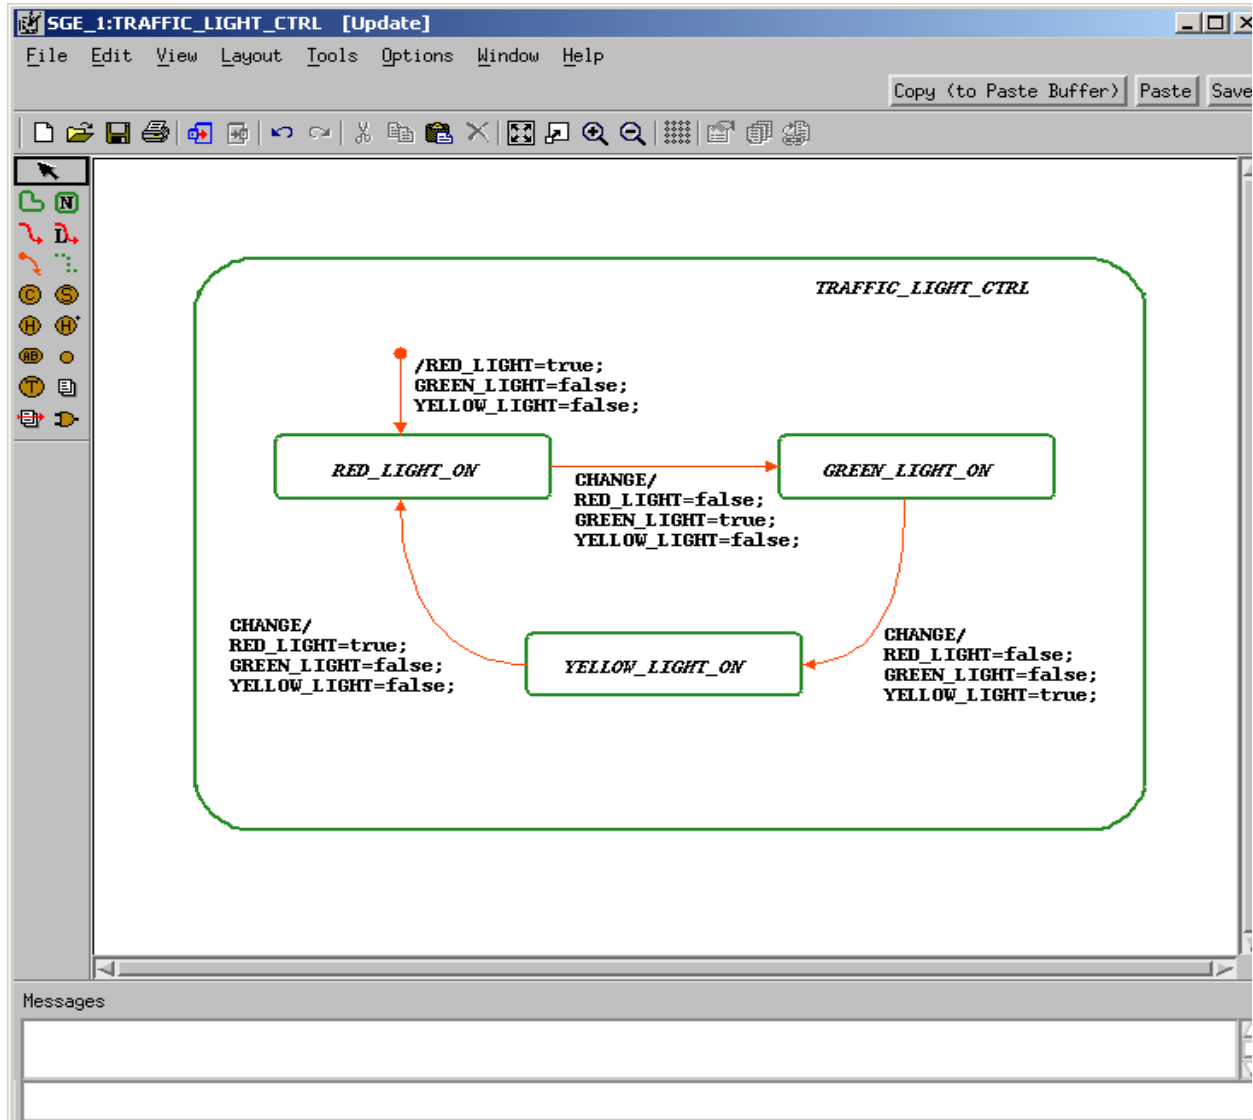 SGE_1:TRAFFIC_LIGHT_CTRL [Update]
File Edit View Layout Tools Options Window Help
Copy (to Paste Buffer) Paste Save
N
L
C S
H H+
AB
T
TRAFFIC_LIGHT_CTRL
/RED_LIGHT=true;
GREEN_LIGHT=false;
YELLOW_LIGHT=false;
RED_LIGHT_ON
GREEN_LIGHT_ON
CHANGE/
RED_LIGHT=false;
GREEN_LIGHT=true;
YELLOW_LIGHT=false;
CHANGE/
RED_LIGHT=true;
GREEN_LIGHT=false;
YELLOW_LIGHT=false;
YELLOW_LIGHT_ON
CHANGE/
RED_LIGHT=false;
GREEN_LIGHT=false;
YELLOW_LIGHT=true;
Messages